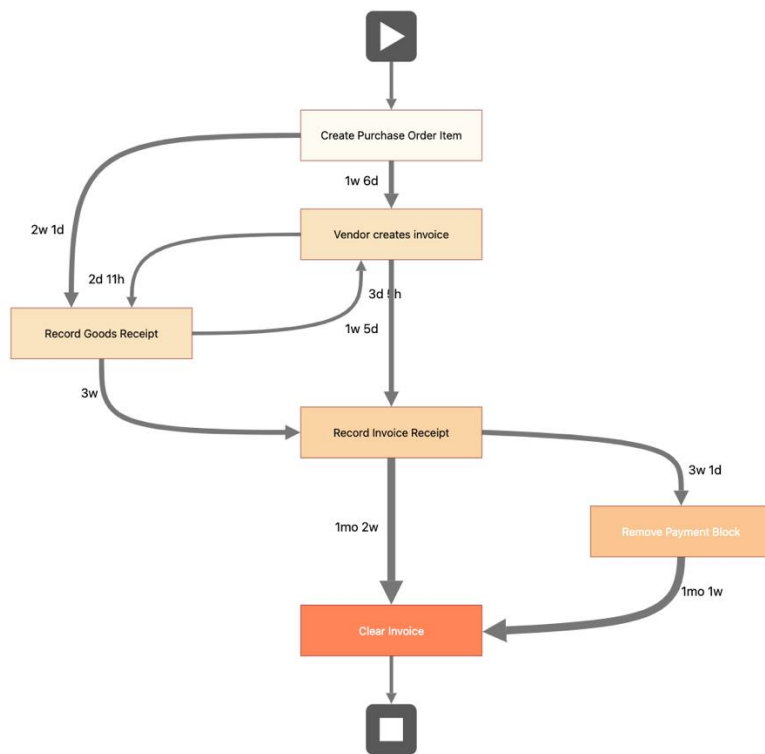 Create Purchase Order Item
1w 6d
2w 1d
Vendor creates invoice
2d 11h
3d 5h
Record Goods Receipt
1w 5d
3w
Record Invoice Receipt
3w 1d
1mo 2w
Remove Payment Block
1mo 1w
Clear Invoice